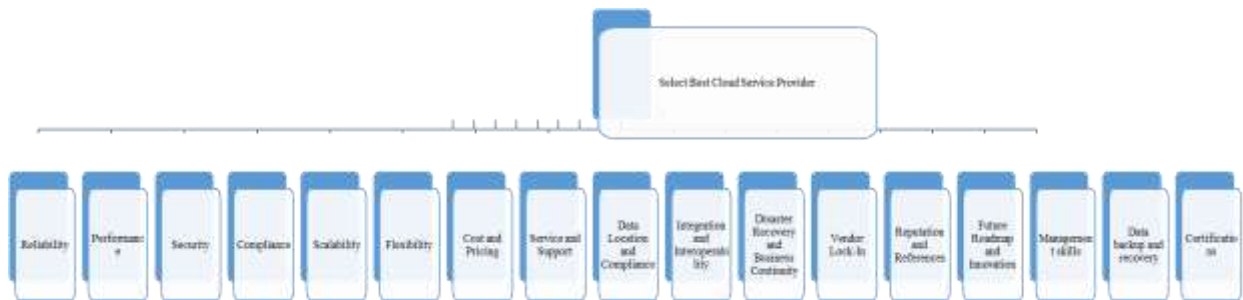 Select Best Cloud Service Provider
Reliability
Performanc
e
Security
Compliance
Scalability
Flexibility
Cost and
Pricing
Service and
Support
Data
Location
and
Compliance
Integration
and
Interoperabi
lity
Disaster
Recovery
and
Business
Continuity
Vendor
Lock-In
Reputation
and
References
Future
Roadmap
and
Innovation
Managemen
t skills
Data
backup and
recovery
Certificatio
ns